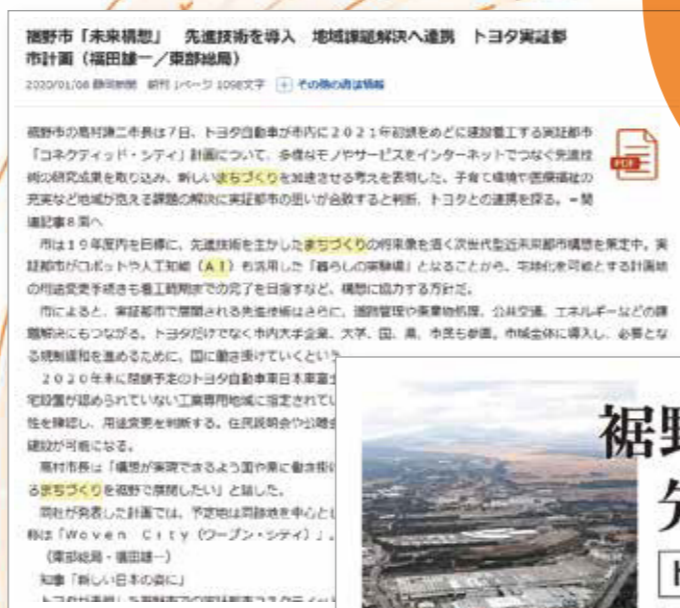 裾野市「未来構想」 先進技術を導入 地域課題解決へ連携 トヨタ実証都
市計画（福田雄一／東部総局）
2020/01/08 静岡新聞 朝刊 1ページ 1098文字 + その他の書誌情報
PDF
裾野市の高村謙二市長は7日、トヨタ自動車が市内に２０２１年初頭をめどに建設着工する実証都市
「コネクティッド・シティ」計画について、多様なモノやサービスをインターネットでつなぐ先進技
術の研究成果を取り込み、新しいまちづくりを加速させる考えを表明した、子育て環境や医療福祉の
充実など地域が抱える課題の解決に実証都市の思いが合致すると判断、トヨタとの連携を探る。＝関
連記事８面へ
市は１９年度内を目標に、先進技術を生かしたまちづくりの将来像を描く次世代型近未来都市構想を策定中。実
証都市がロボットや人工知能（ＡＩ）も活用した「暮らしの実験場」となることから、宅地化を可能とする計画地
の用途変更手続きも着工時期までの完了を目指すなど、構想に協力する方針だ。
市によると、実証都市で展開される先進技術はさらに、道路管理や廃棄物処理、公共交通、エネルギーなどの課
題解決にもつながる。トヨタだけでなく市内大手企業、大学、国、県、市民も参画。市域全体に導入し、必要とな
る規制緩和を進めるために、国に働き掛けていくという
２０２０年末に閉鎖予定のトヨタ自動車東日本東富士
宅設置が認められていない工業専用地域に指定されてい
性を確認し、用途変更を判断する。住民説明会や公聴会
建設が可能になる。
高村市長は「構想が実現できるよう国や県に働き掛け
るまちづくりを裾野で展開したい」と話した。
同社が発表した計画では、予定地は同跡地を中心とし
称は「Ｗｏｖｅｎ Ｃｉｔｙ（ウーブン・シティ）」。
（東部総局・福田雄一）
知事「新しい日本の姿に」
裾野